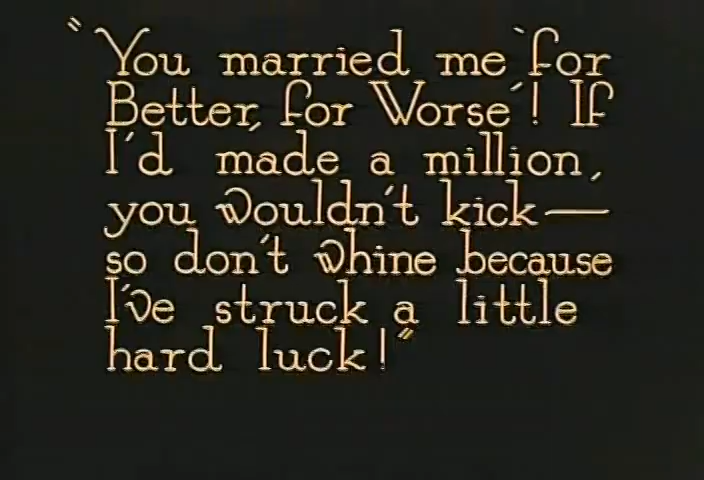 "You married me 'for
Better, for Worse'! If
I'd made a million,
you wouldn't kick—
so don't whine because
I've struck a little
hard luck!"